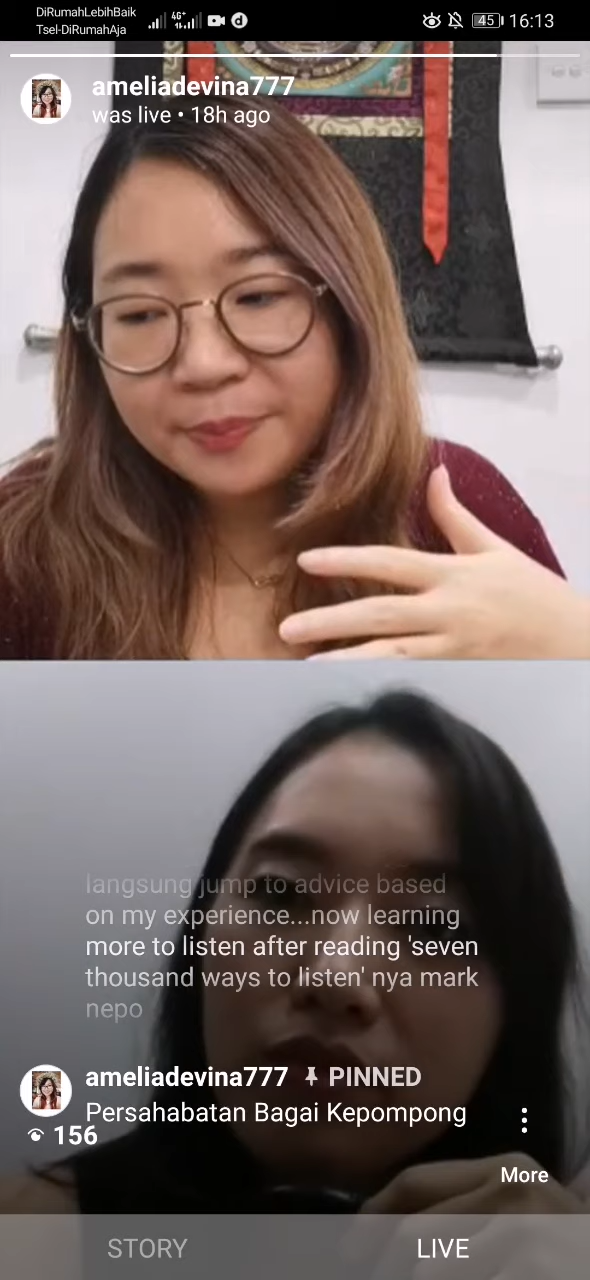 DiRumahLebihBaik
Tsel-DiRumahAja
4G+
45
16:13
ameliadevina777
was live • 18h ago
langsung jump to advice based
on my experience...now learning
more to listen after reading 'seven
thousand ways to listen' nya mark
nepo
ameliadevina777 PINNED
Persahabatan Bagai Kepompong
156
More
STORY
LIVE